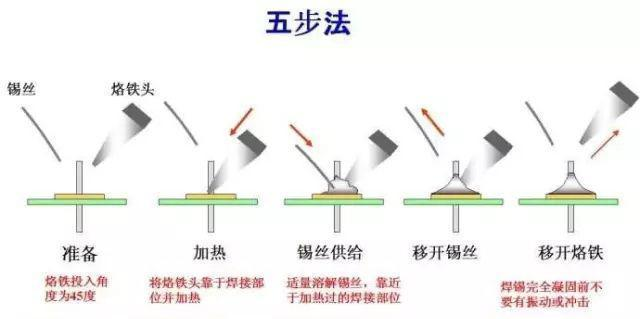 五步法
锡丝
烙铁头
准备
加热
锡丝供给
移开锡丝
移开烙铁
烙铁投入角
度为45度
将烙铁头靠于焊接部
位并加热
适量溶解锡丝，靠近
于加热过的焊接部位
焊锡完全凝固前不
要有振动或冲击